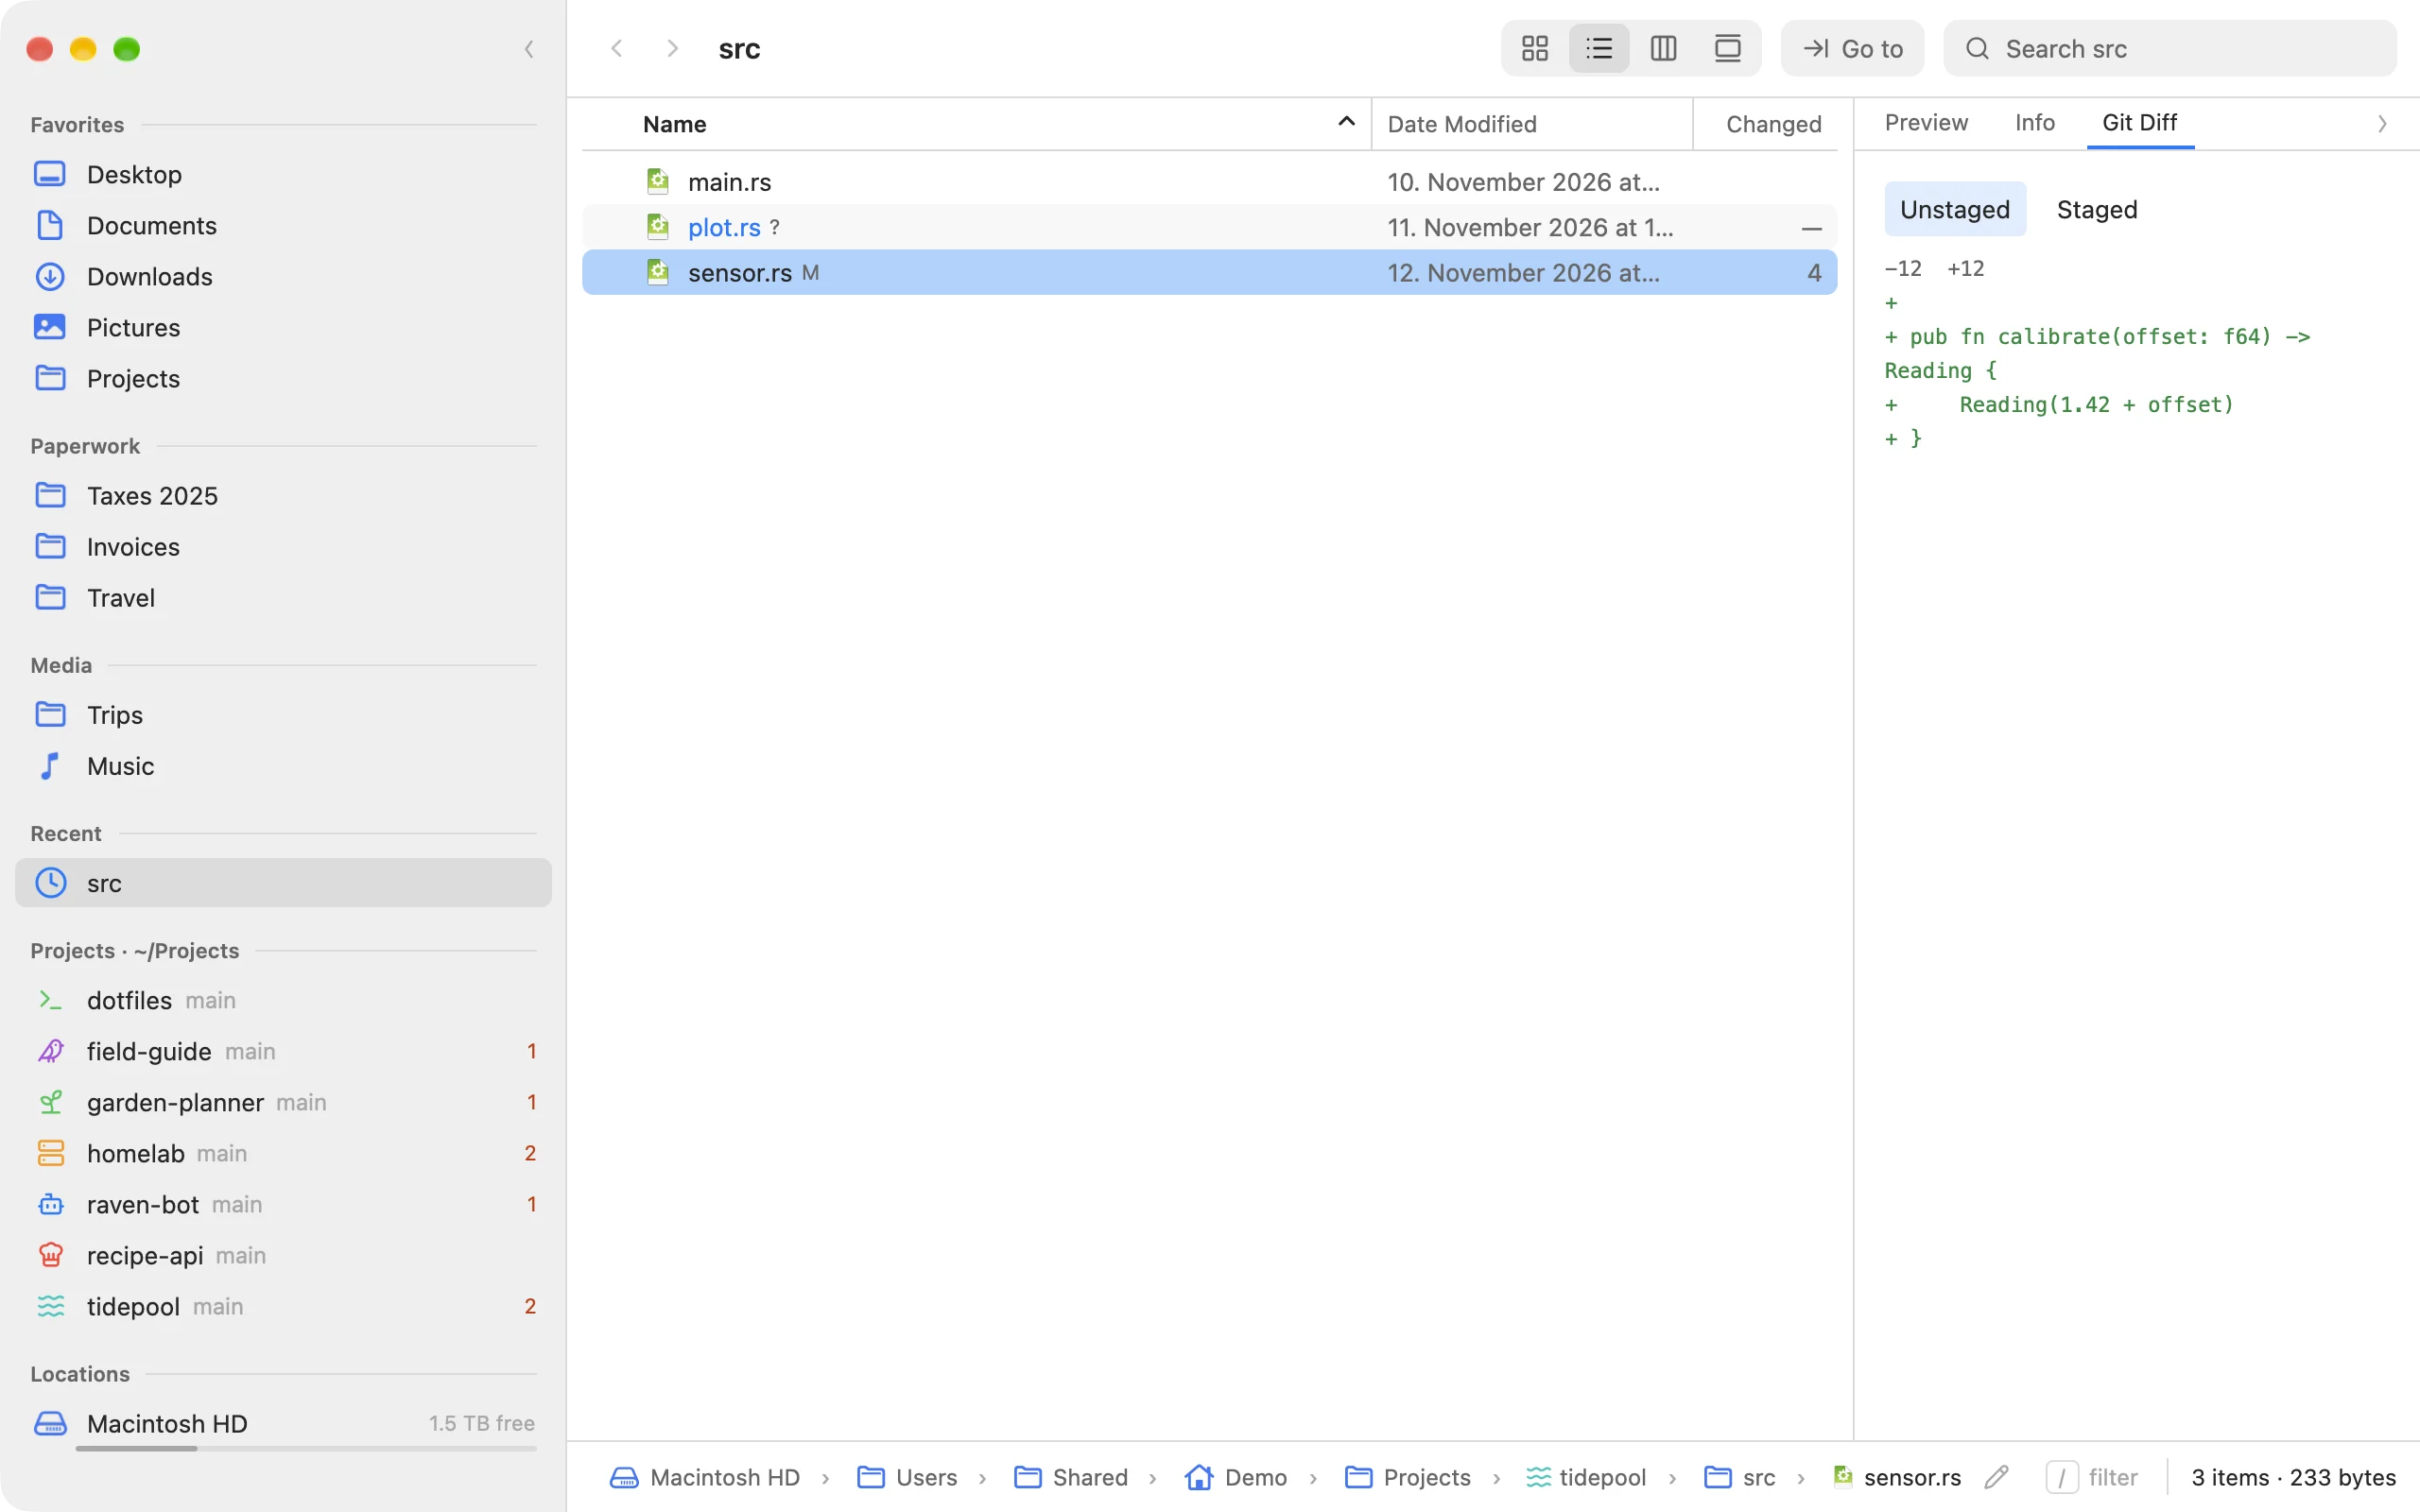 src
Go to
Search src
Favorites
Desktop
Documents
Downloads
Pictures
Projects
Paperwork
Taxes 2025
Invoices
Travel
Media
Trips
Music
Recent
src
Projects · ~/Projects
dotfiles main
field-guide main 1
garden-planner main 1
homelab main 2
raven-bot main 1
recipe-api main
tidepool main 2
Locations
Macintosh HD 1.5 TB free
Name Date Modified Changed
main.rs 10. November 2026 at...
plot.rs ? 11. November 2026 at 1... —
sensor.rs M 12. November 2026 at... 4
Preview Info Git Diff
Unstaged Staged
−12 +12
+
+ pub fn calibrate(offset: f64) ->
Reading {
+     Reading(1.42 + offset)
+ }
Macintosh HD › Users › Shared › Demo › Projects › tidepool › src › sensor.rs / filter 3 items · 233 bytes